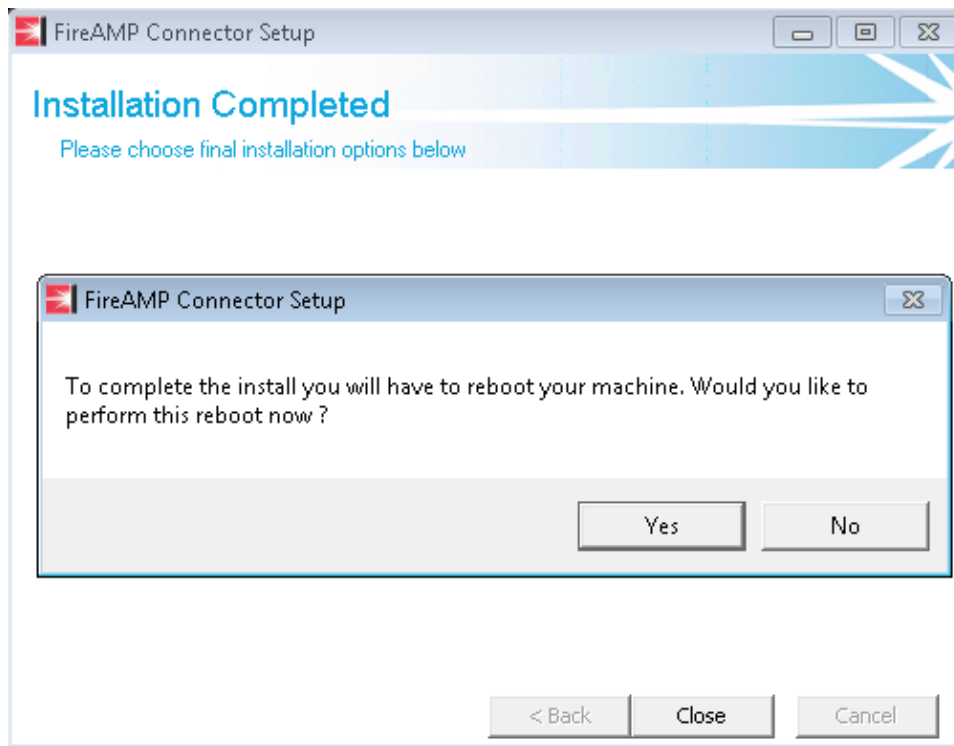 FireAMP Connector Setup
Installation Completed
Please choose final installation options below
FireAMP Connector Setup
To complete the install you will have to reboot your machine. Would you like to
perform this reboot now ?
Yes No
< Back Close Cancel